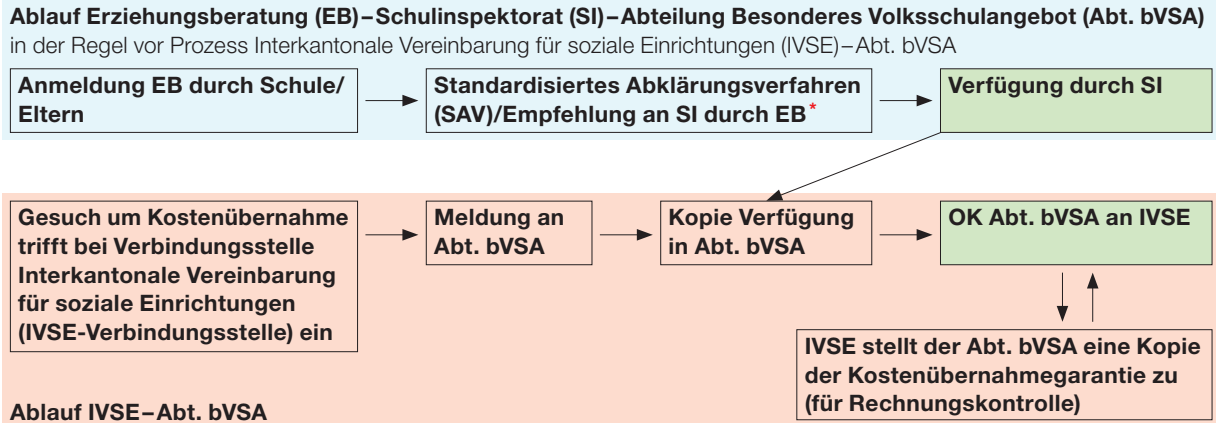 Ablauf Erziehungsberatung (EB)–Schulinspektorat (SI)–Abteilung Besonderes Volksschulangebot (Abt. bVSA)
in der Regel vor Prozess Interkantonale Vereinbarung für soziale Einrichtungen (IVSE)–Abt. bVSA
Anmeldung EB durch Schule/
Eltern
Standardisiertes Abklärungsverfahren
(SAV)/Empfehlung an SI durch EB*
Verfügung durch SI
Gesuch um Kostenübernahme
trifft bei Verbindungsstelle
Interkantonale Vereinbarung
für soziale Einrichtungen
(IVSE-Verbindungsstelle) ein
Meldung an
Abt. bVSA
Kopie Verfügung
in Abt. bVSA
OK Abt. bVSA an IVSE
IVSE stellt der Abt. bVSA eine Kopie
der Kostenübernahmegarantie zu
(für Rechnungskontrolle)
Ablauf IVSE–Abt. bVSA